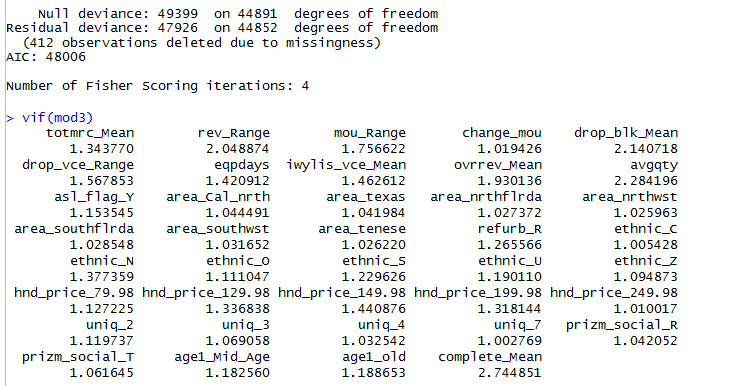 Null deviance: 49399  on 44891  degrees of freedom
Residual deviance: 47926  on 44852  degrees of freedom
(412 observations deleted due to missingness)
AIC: 48006
Number of Fisher Scoring iterations: 4
> vif(mod3)
totmrc_Mean rev_Range mou_Range change_mou drop_blk_Mean
1.343770 2.048874 1.756622 1.019426 2.140718
drop_vce_Range eqpdays iwylis_vce_Mean ovrrev_Mean avgqty
1.567853 1.420912 1.462612 1.930136 2.284196
asl_flag_Y area_Cal_nrth area_texas area_nrthflrda area_nrthwst
1.153545 1.044491 1.041984 1.027372 1.025963
area_southflrda area_southwst area_tenese refurb_R ethnic_C
1.028548 1.031652 1.026220 1.265566 1.005428
ethnic_N ethnic_O ethnic_S ethnic_U ethnic_Z
1.377359 1.111047 1.229626 1.190110 1.094873
hnd_price_79.98 hnd_price_129.98 hnd_price_149.98 hnd_price_199.98 hnd_price_249.98
1.127225 1.336838 1.440876 1.318144 1.010017
uniq_2 uniq_3 uniq_4 uniq_7 prizm_social_R
1.119737 1.069058 1.032542 1.002769 1.042052
prizm_social_T age1_Mid_Age age1_old complete_Mean
1.061645 1.182560 1.188653 2.744851